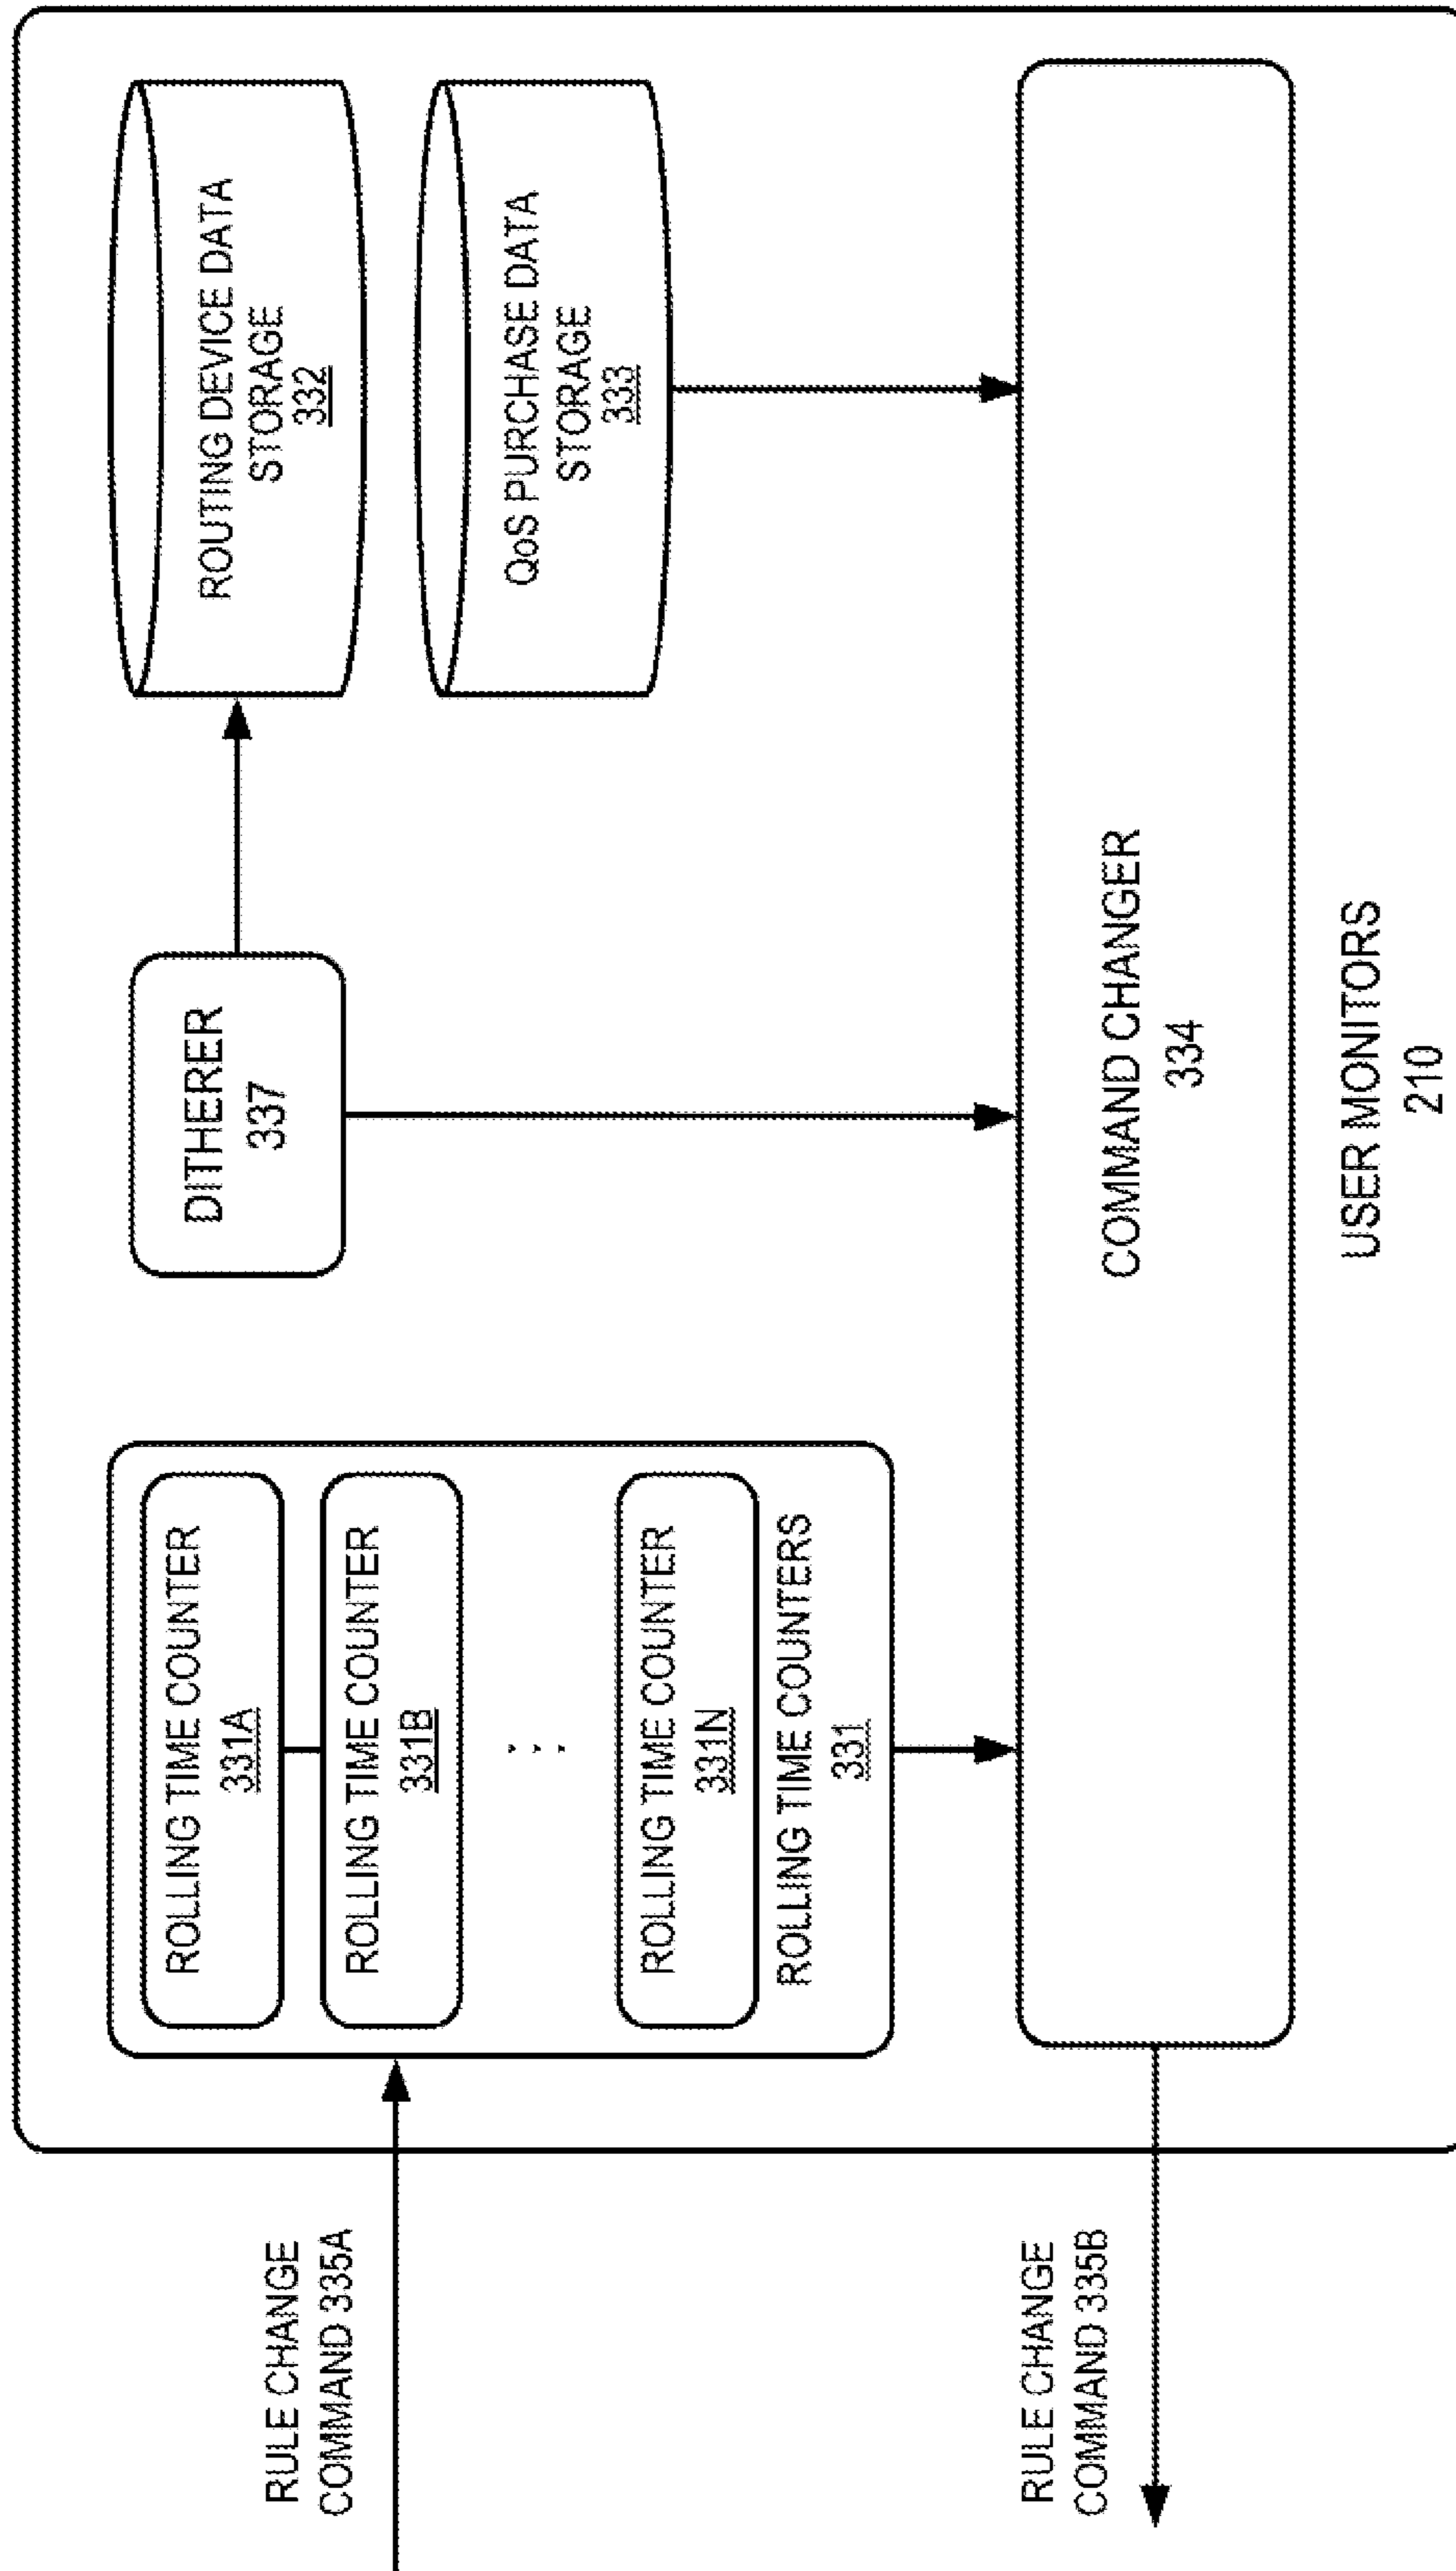 RULE CHANGE
COMMAND 335A
ROLLING TIME COUNTER
331A
ROLLING TIME COUNTER
331B
ROLLING TIME COUNTER
331N
ROLLING TIME COUNTERS
331
DITHERER
337
ROUTING DEVICE DATA
STORAGE
332
QoS PURCHASE DATA
STORAGE
333
RULE CHANGE
COMMAND 335B
COMMAND CHANGER
334
USER MONITORS
210